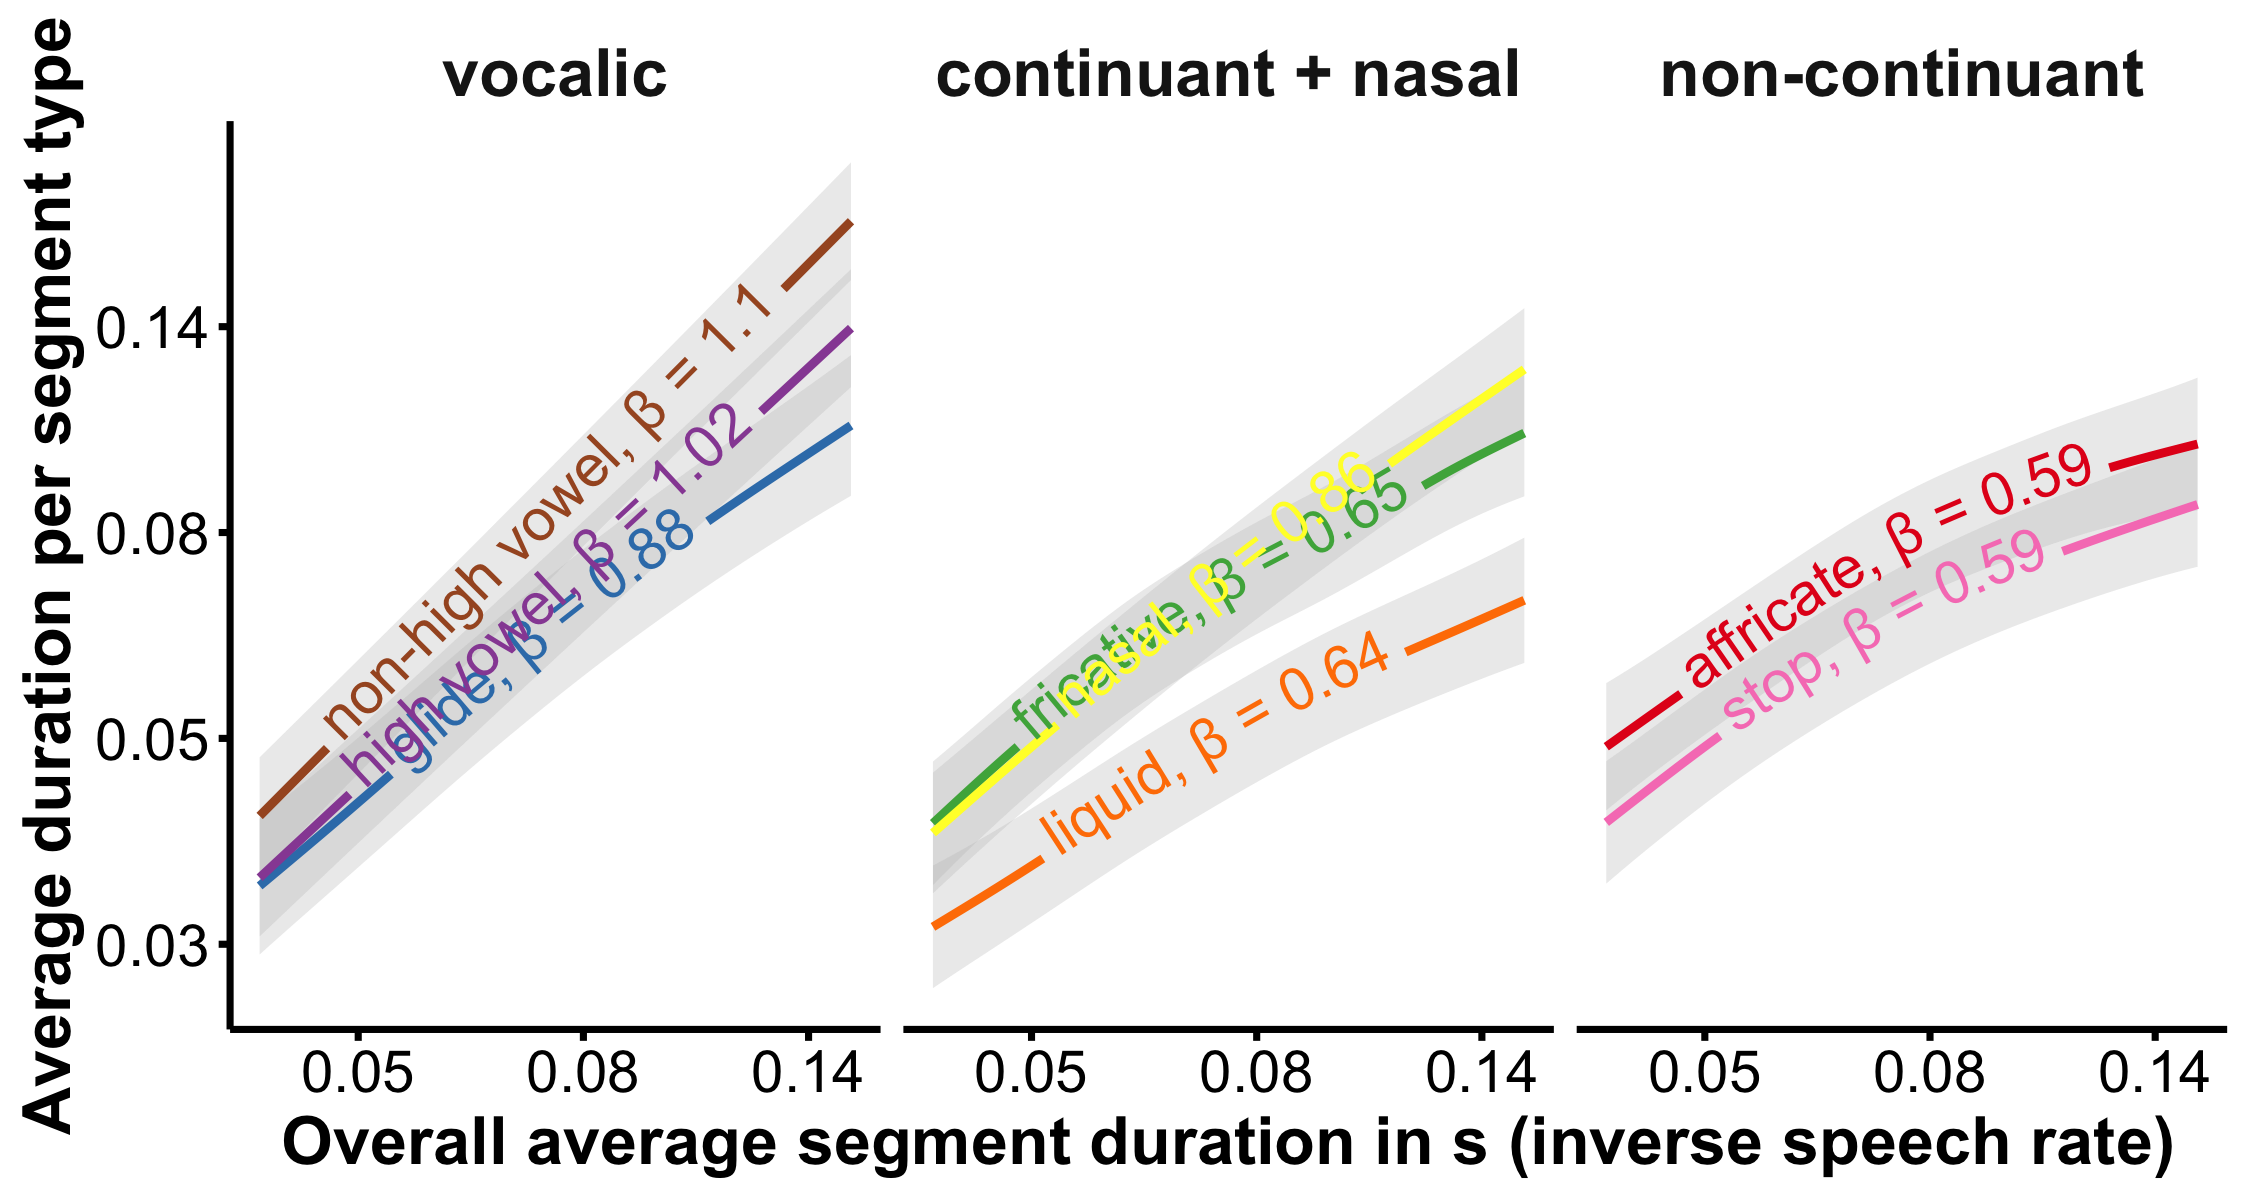 vocalic
continuant + nasal
non-continuant
Average duration per segment type
0.14
0.08
0.05
0.03
non-high vowel, β = 1.1
high vowel, β = 1.02
glide, β = 0.88
fricative, β = 0.65
nasal, β = 0.86
liquid, β = 0.64
affricate, β = 0.59
stop, β = 0.59
0.05 0.08 0.14
0.05 0.08 0.14
0.05 0.08 0.14
Overall average segment duration in s (inverse speech rate)